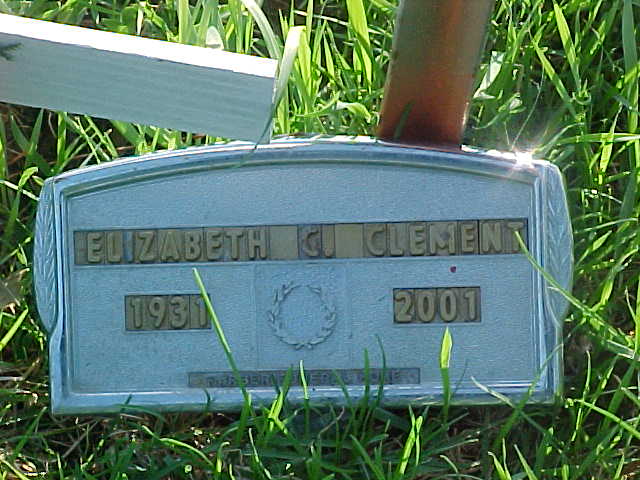 ELIZABETH C. CLEMENT
1931 2001